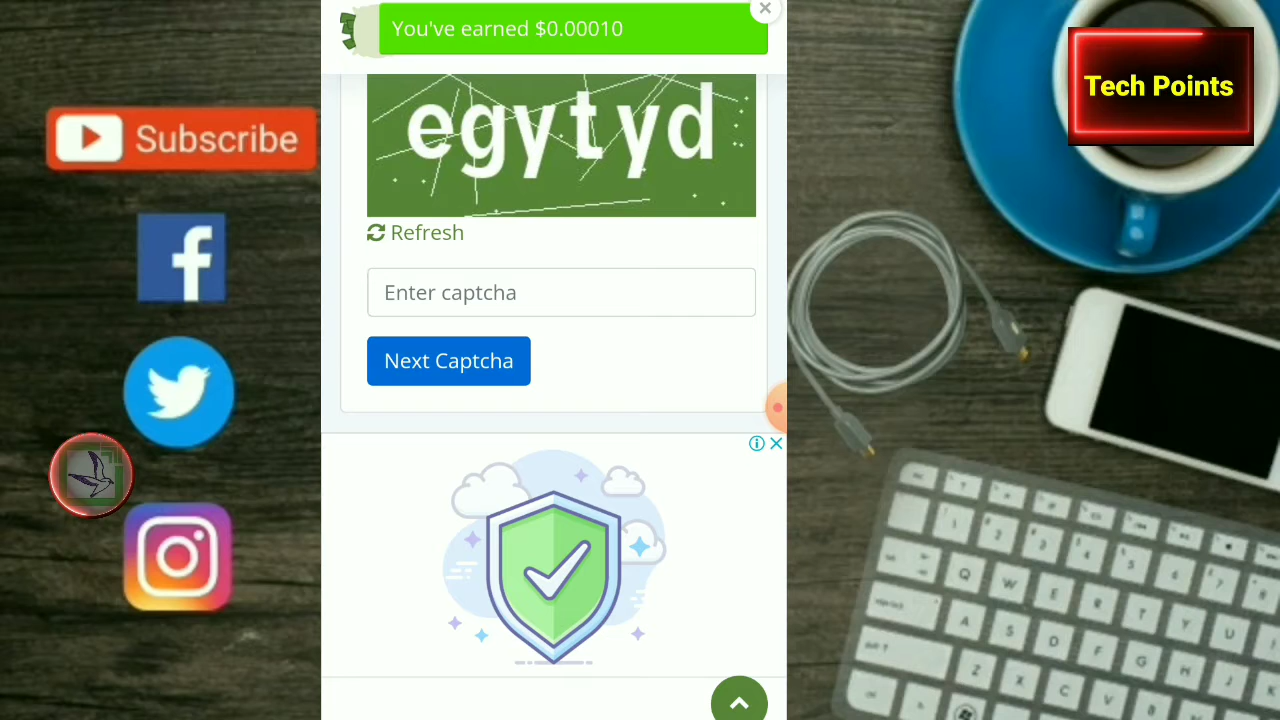 You've earned $0.00010
Tech Points
egytyd
Subscribe
Refresh
Enter captcha
Next Captcha
Q W E R T Y U
A S D F G H J K
Z X C V B